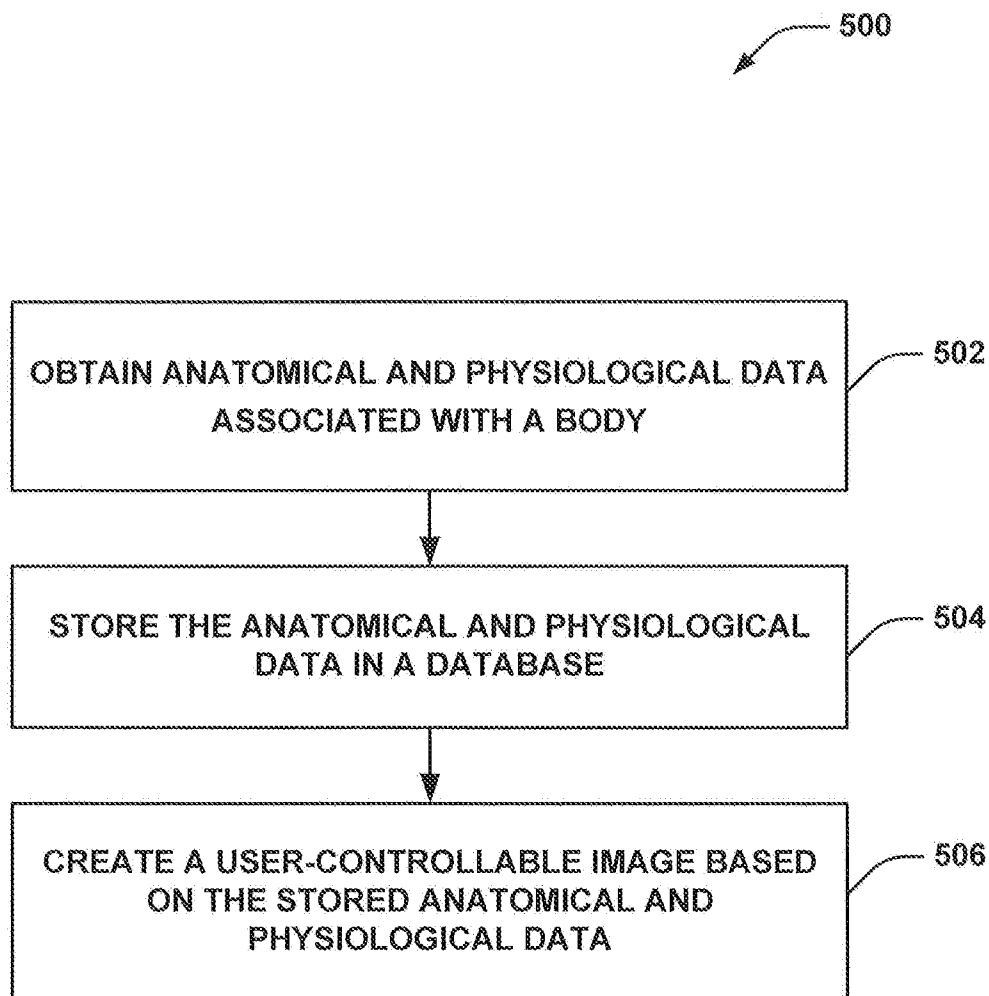 500
OBTAIN ANATOMICAL AND PHYSIOLOGICAL DATA
ASSOCIATED WITH A BODY
502
STORE THE ANATOMICAL AND PHYSIOLOGICAL
DATA IN A DATABASE
504
CREATE A USER-CONTROLLABLE IMAGE BASED
ON THE STORED ANATOMICAL AND
PHYSIOLOGICAL DATA
506